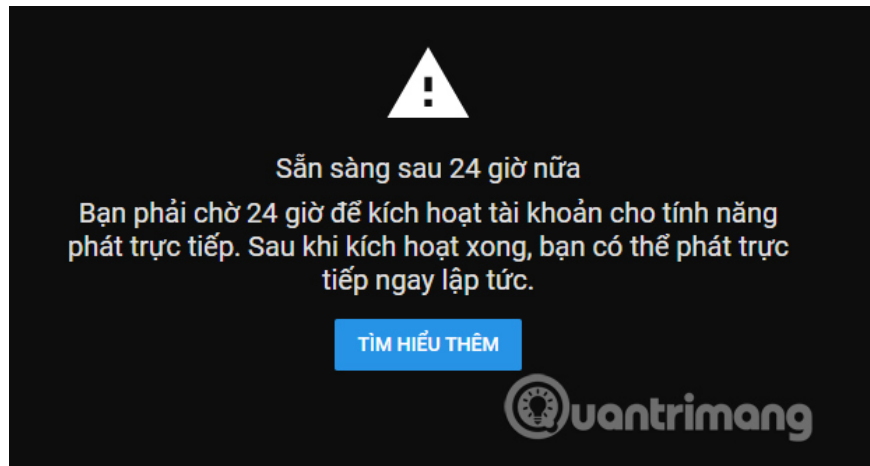 Sẵn sàng sau 24 giờ nữa
Bạn phải chờ 24 giờ để kích hoạt tài khoản cho tính năng
phát trực tiếp. Sau khi kích hoạt xong, bạn có thể phát trực
tiếp ngay lập tức.
TÌM HIỂU THÊM
Quantrimang